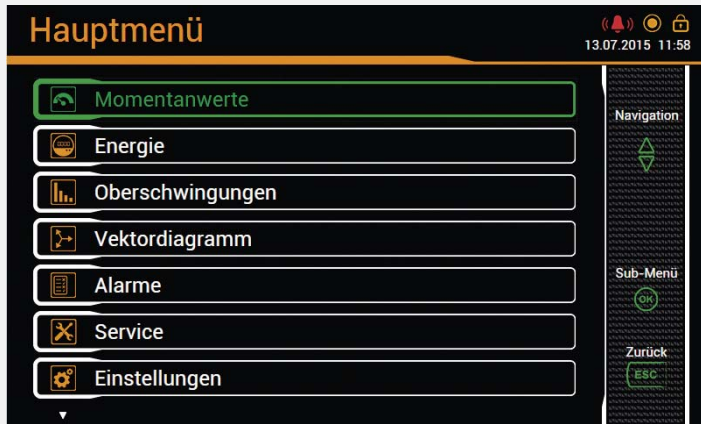 Hauptmenü
13.07.2015 11:58
Momentanwerte
Energie
Oberschwingungen
Vektordiagramm
Alarme
Service
Einstellungen
Navigation
Sub-Menü
OK
Zurück
ESC